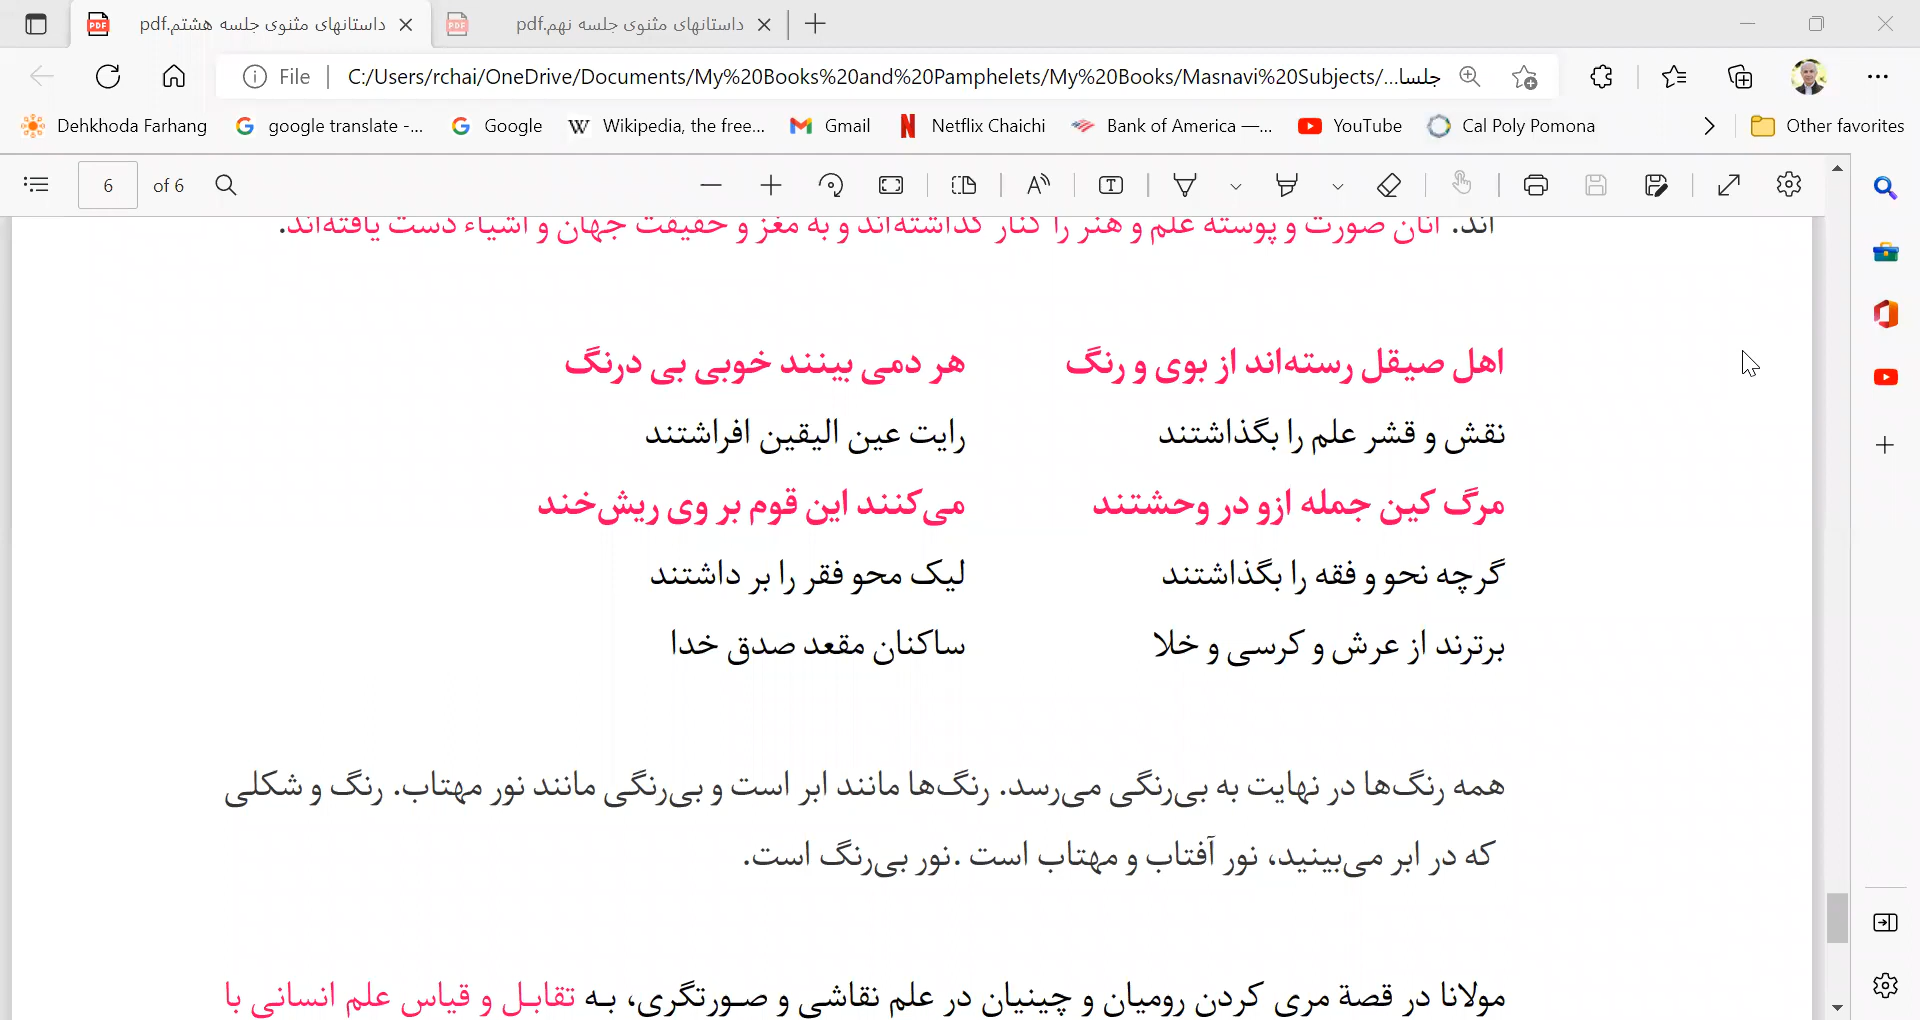 داستانهای مثنوی جلسه هشتم.pdf
داستانهای مثنوی جلسه نهم.pdf
File C:/Users/rchai/OneDrive/Documents/My%20Books%20and%20Pamphelets/My%20Books/Masnavi%20Subjects/...جلسا
Dehkhoda Farhang google translate -... Google Wikipedia, the free... Gmail Netflix Chaichi Bank of America —... YouTube Cal Poly Pomona Other favorites
6 of 6
اند. آنان صورت و پوسته علم و هنر را کنار گذاشته‌اند و به مغز و حقیقت جهان و اشیاء دست یافته‌اند.
اهل صیقل رسته‌اند از بوی و رنگ هر دمی بینند خوبی بی درنگ
نقش و قشر علم را بگذاشتند رایت عین الیقین افراشتند
مرگ کین جمله ازو در وحشتند می‌کنند این قوم بر وی ریش‌خند
گرچه نحو و فقه را بگذاشتند لیک محو فقر را بر داشتند
برترند از عرش و کرسی و خلا ساکنان مقعد صدق خدا
همه رنگ‌ها در نهایت به بی‌رنگی می‌رسد. رنگ‌ها مانند ابر است و بی‌رنگی مانند نور مهتاب. رنگ و شکلی
که در ابر می‌بینید، نور آفتاب و مهتاب است .نور بی‌رنگ است.
مولانا در قصة مری کردن رومیان و چینیان در علم نقاشی و صورتگری، به تقابل و قیاس علم انسانی با